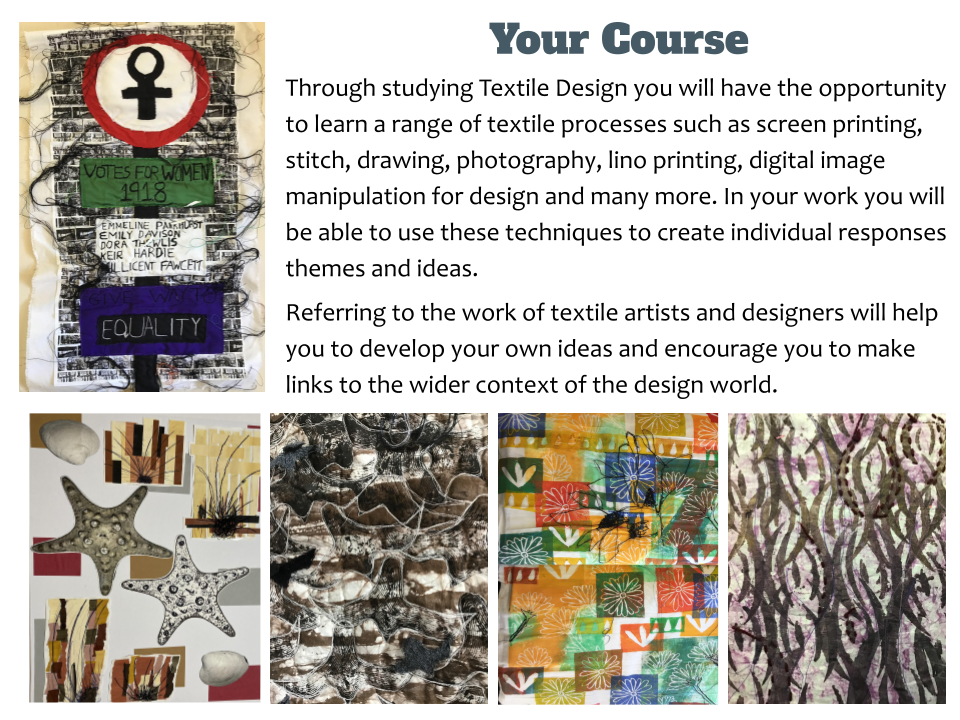 Your Course
Through studying Textile Design you will have the opportunity
to learn a range of textile processes such as screen printing,
stitch, drawing, photography, lino printing, digital image
manipulation for design and many more. In your work you will
be able to use these techniques to create individual responses
themes and ideas.
Referring to the work of textile artists and designers will help
you to develop your own ideas and encourage you to make
links to the wider context of the design world.
VOTES FOR WOMEN
1918
EMMELINE PANKHURST
EMILY DAVISON
DORA THEWLIS
KEIR HARDIE
MILLICENT FAWCETT
GIVE WAY
EQUALITY